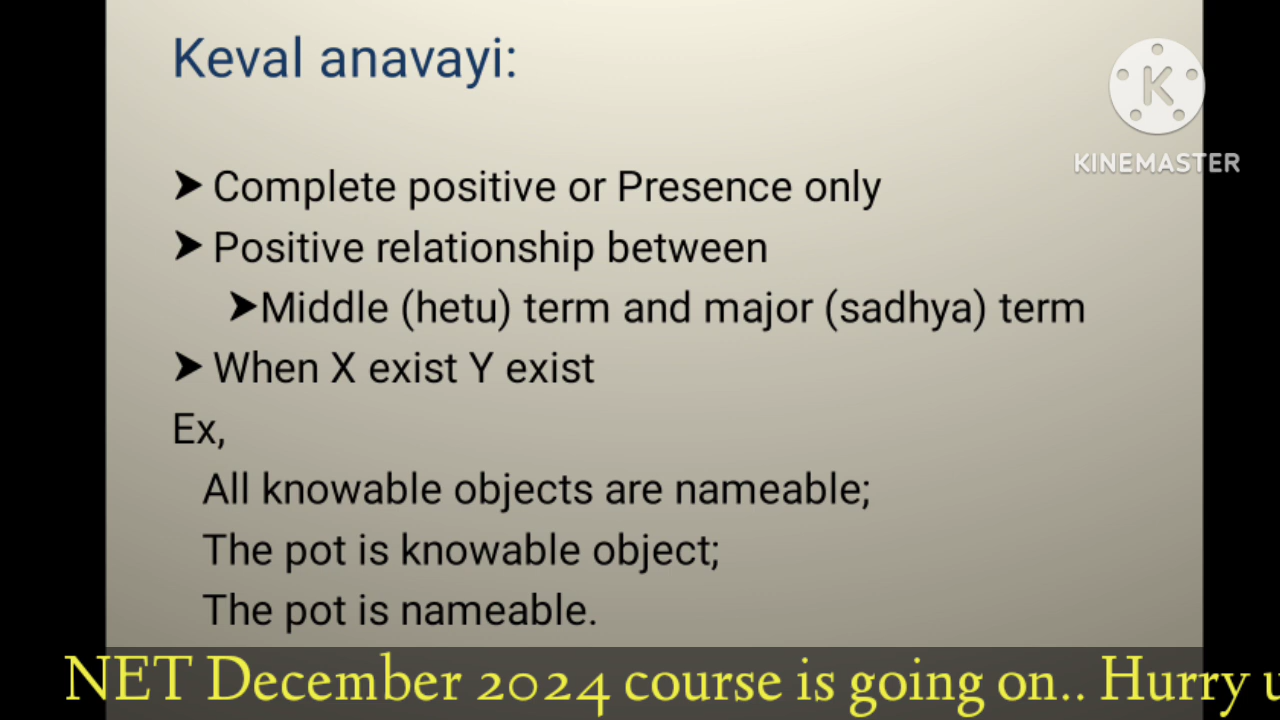 Keval anavayi:
KINEMASTER
➤ Complete positive or Presence only
➤ Positive relationship between
➤Middle (hetu) term and major (sadhya) term
➤ When X exist Y exist
Ex,
All knowable objects are nameable;
The pot is knowable object;
The pot is nameable.
NET December 2024 course is going on.. Hurry u